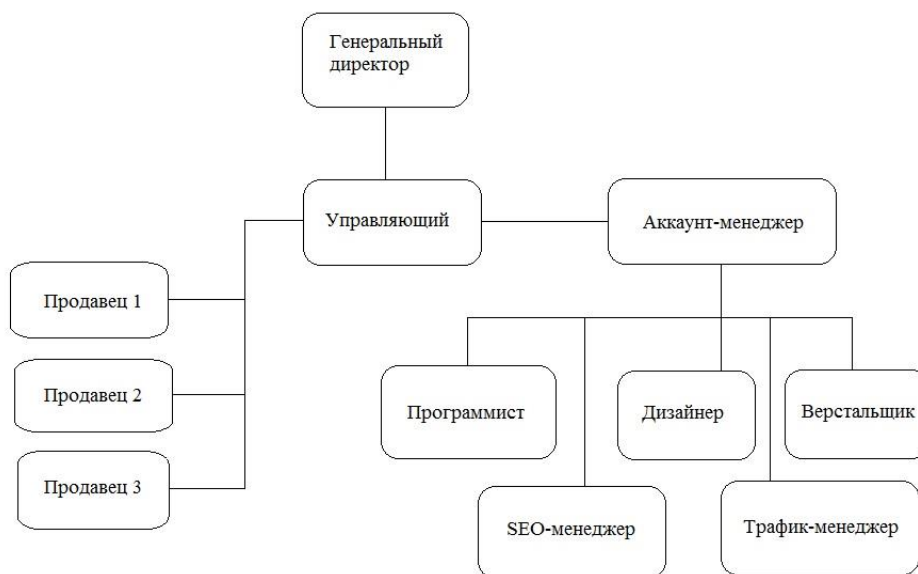 Генеральный
директор
Управляющий
Аккаунт-менеджер
Продавец 1
Продавец 2
Продавец 3
Программист
Дизайнер
Верстальщик
SEO-менеджер
Трафик-менеджер